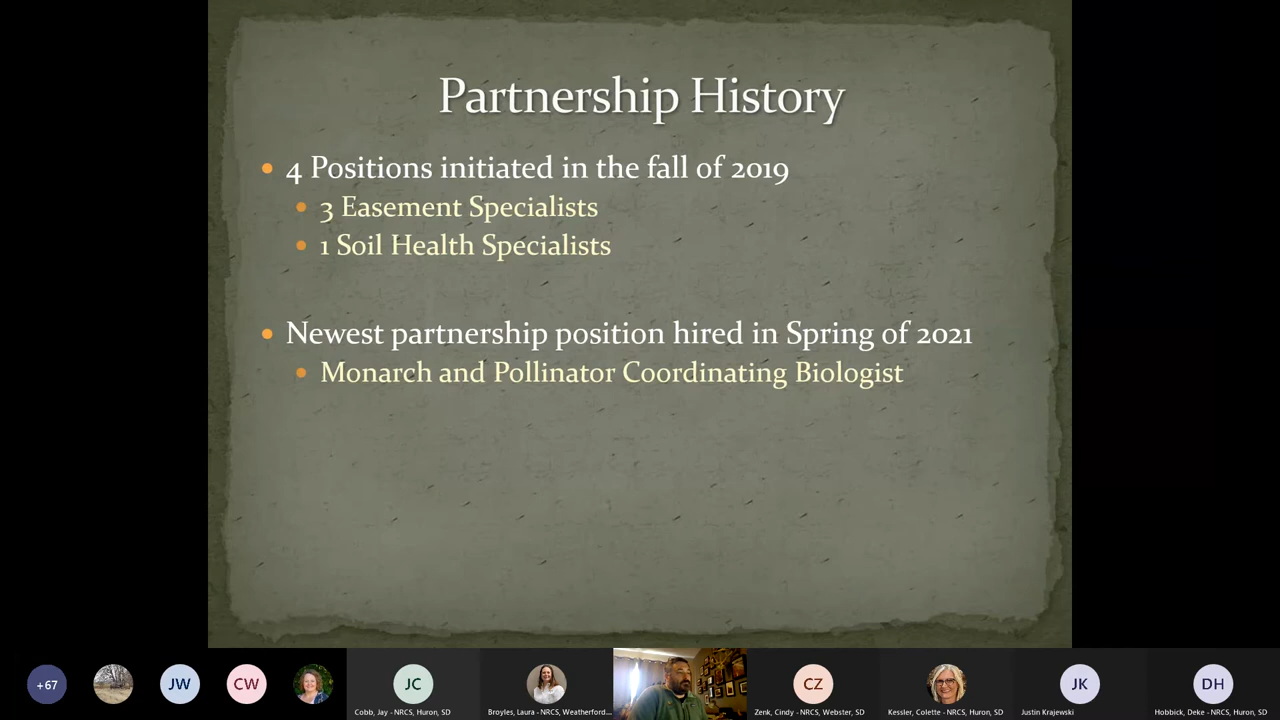 Partnership History
4 Positions initiated in the fall of 2019
3 Easement Specialists
1 Soil Health Specialists
Newest partnership position hired in Spring of 2021
Monarch and Pollinator Coordinating Biologist
+67
JW
CW
JC
CZ
JK
DH
Cobb, Jay - NRCS, Huron, SD
Broyles, Laura - NRCS, Weatherford...
Zenk, Cindy - NRCS, Webster, SD
Kessler, Colette - NRCS, Huron, SD
Justin Krajewski
Hobbick, Deke - NRCS, Huron, SD